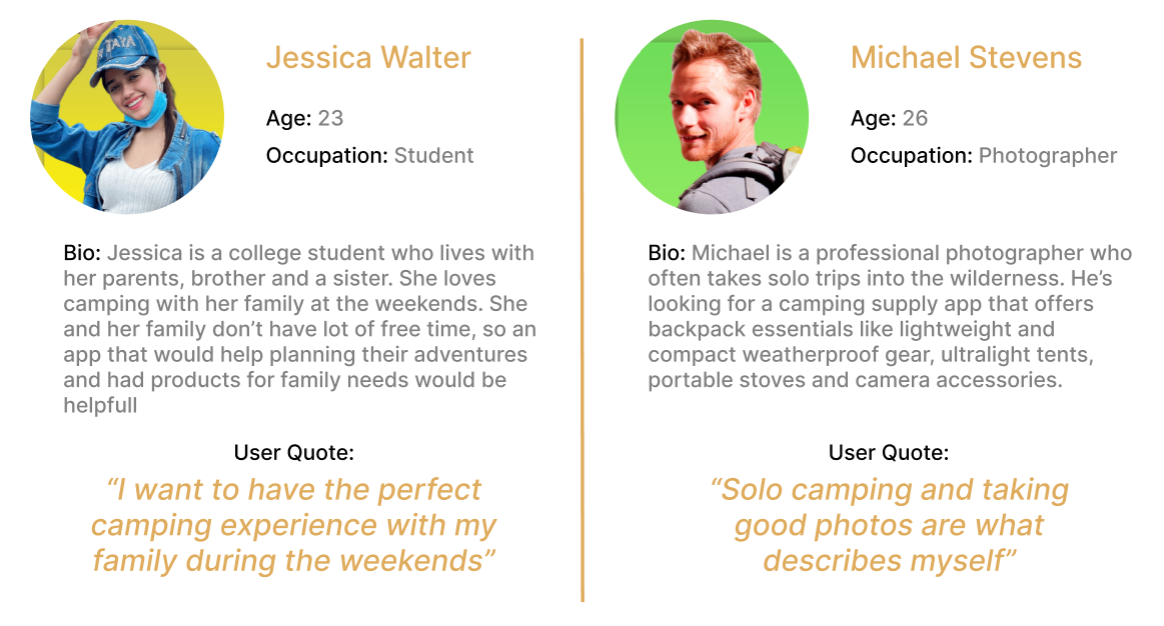 TAYA
Jessica Walter
Age: 23
Occupation: Student
Bio: Jessica is a college student who lives with
her parents, brother and a sister. She loves
camping with her family at the weekends. She
and her family don’t have lot of free time, so an
app that would help planning their adventures
and had products for family needs would be
helpfull
User Quote:
“I want to have the perfect
camping experience with my
family during the weekends”
Michael Stevens
Age: 26
Occupation: Photographer
Bio: Michael is a professional photographer who
often takes solo trips into the wilderness. He’s
looking for a camping supply app that offers
backpack essentials like lightweight and
compact weatherproof gear, ultralight tents,
portable stoves and camera accessories.
User Quote:
“Solo camping and taking
good photos are what
describes myself”